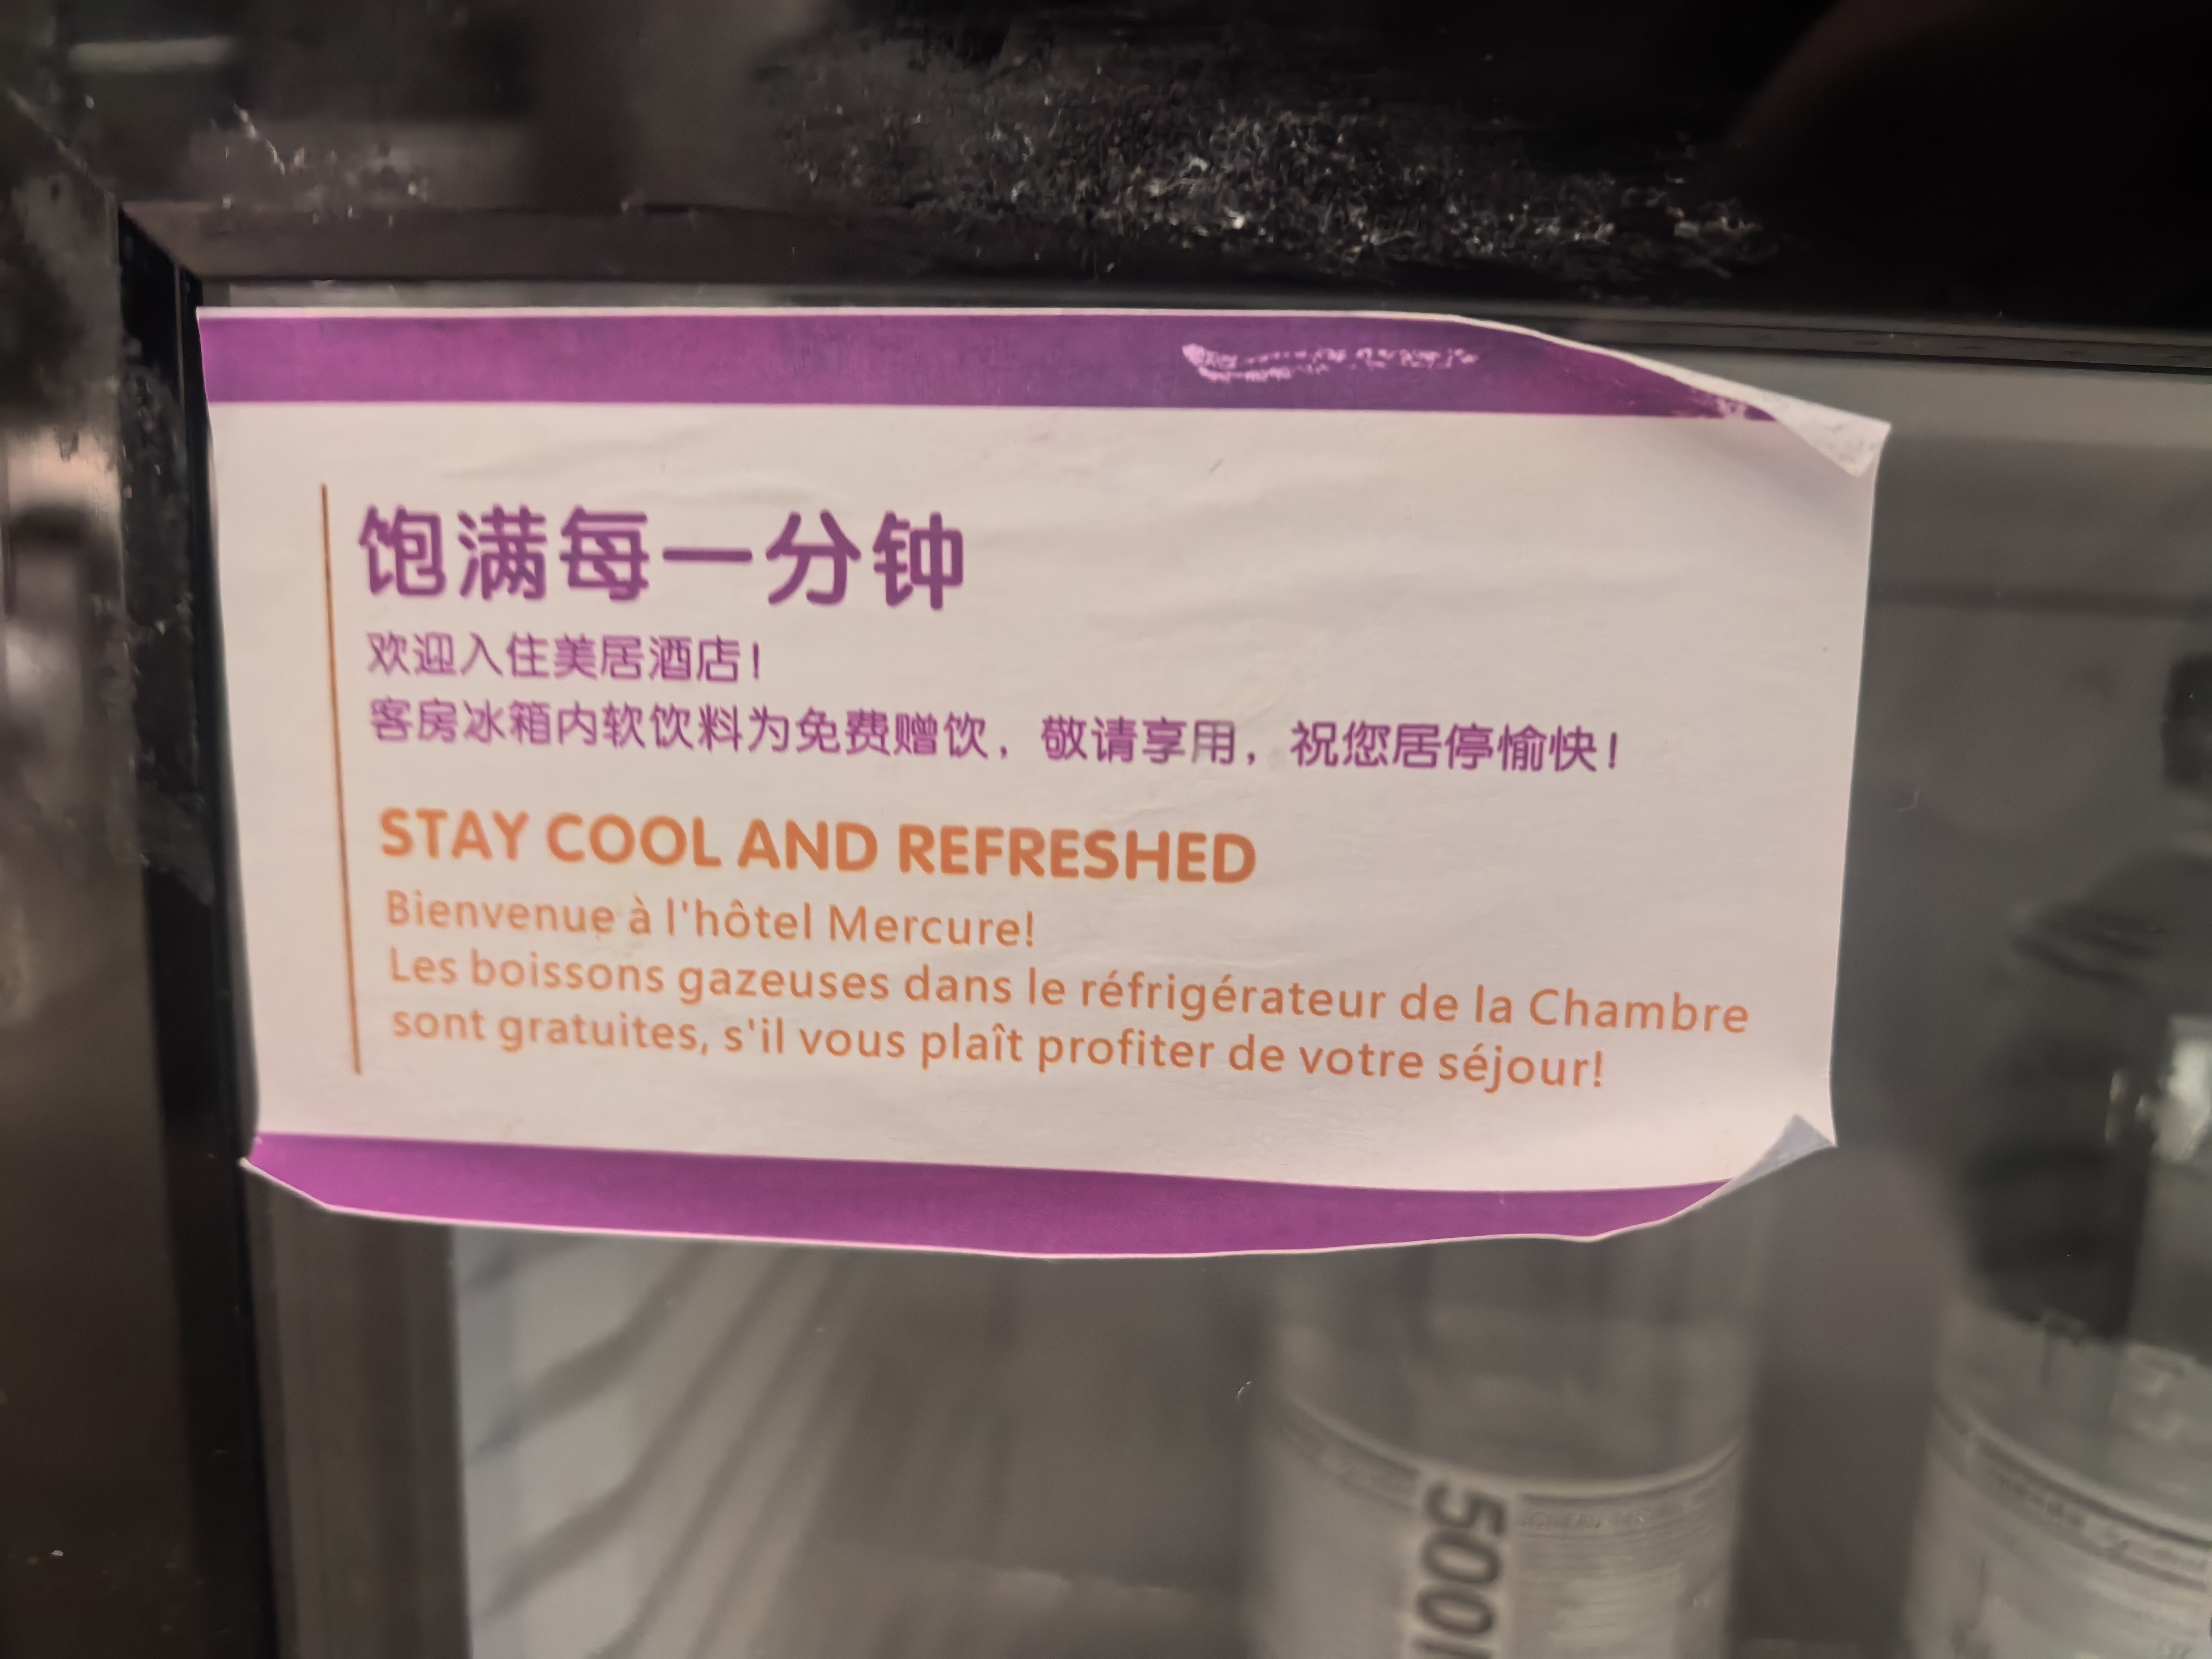 饱满每一分钟
欢迎入住美居酒店!
客房冰箱内软饮料为免费赠饮，敬请享用，祝您居停愉快!
STAY COOL AND REFRESHED
Bienvenue à l'hôtel Mercure!
Les boissons gazeuses dans le réfrigérateur de la Chambre
sont gratuites, s'il vous plaît profiter de votre séjour!
500